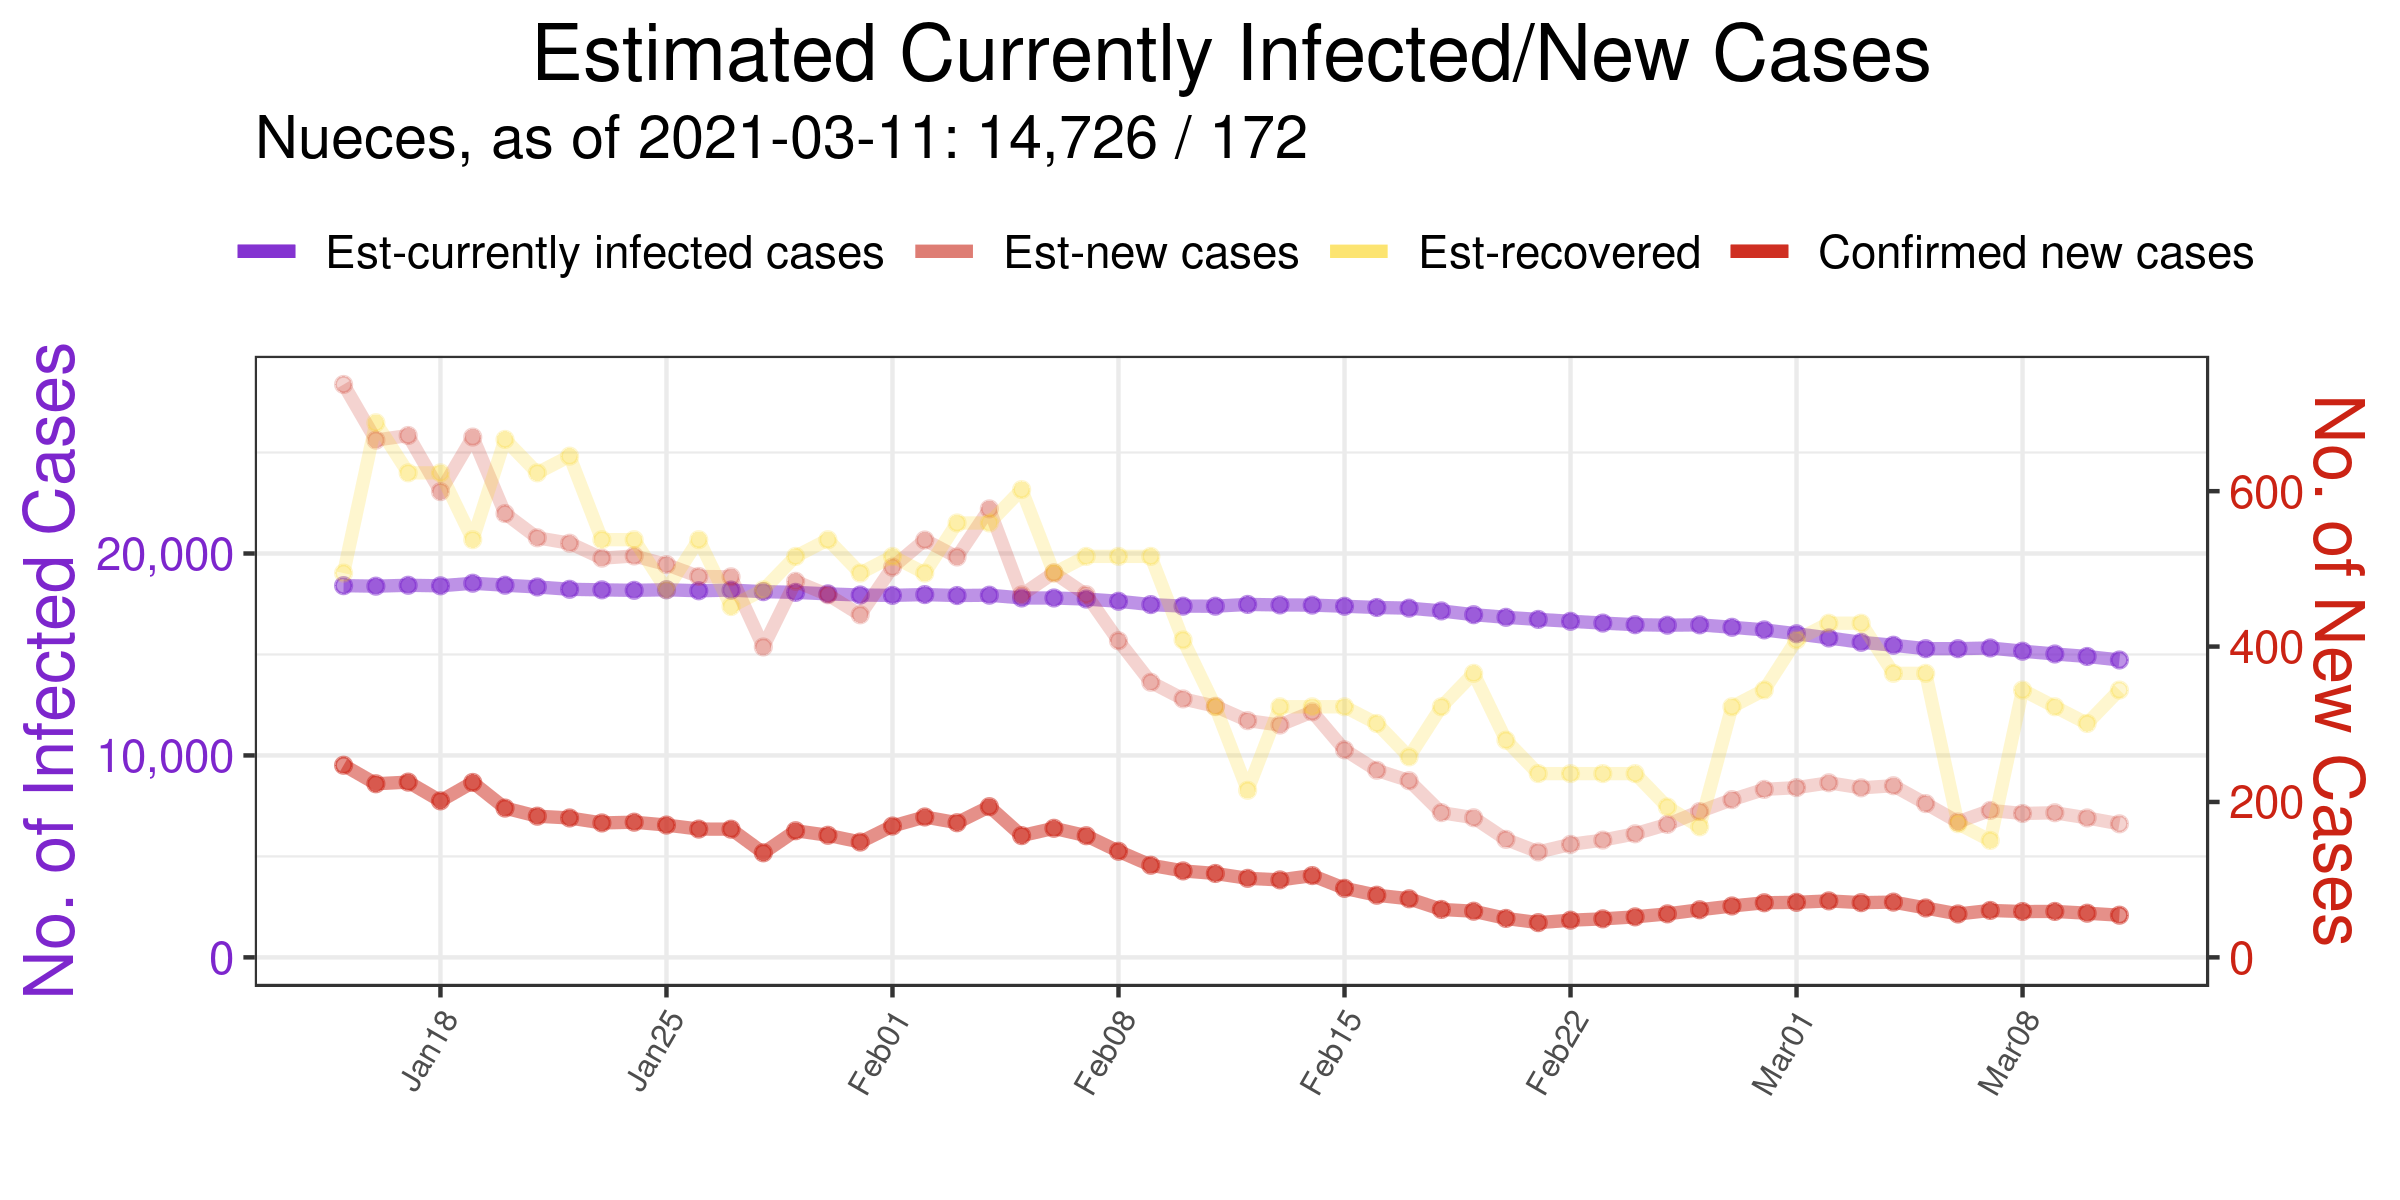 Estimated Currently Infected/New Cases
Nueces, as of 2021-03-11: 14,726 / 172
Est-currently infected cases Est-new cases Est-recovered Confirmed new cases
No. of Infected Cases
20,000
10,000
0
600
400
200
0
No. of New Cases
Jan18 Jan25 Feb01 Feb08 Feb15 Feb22 Mar01 Mar08